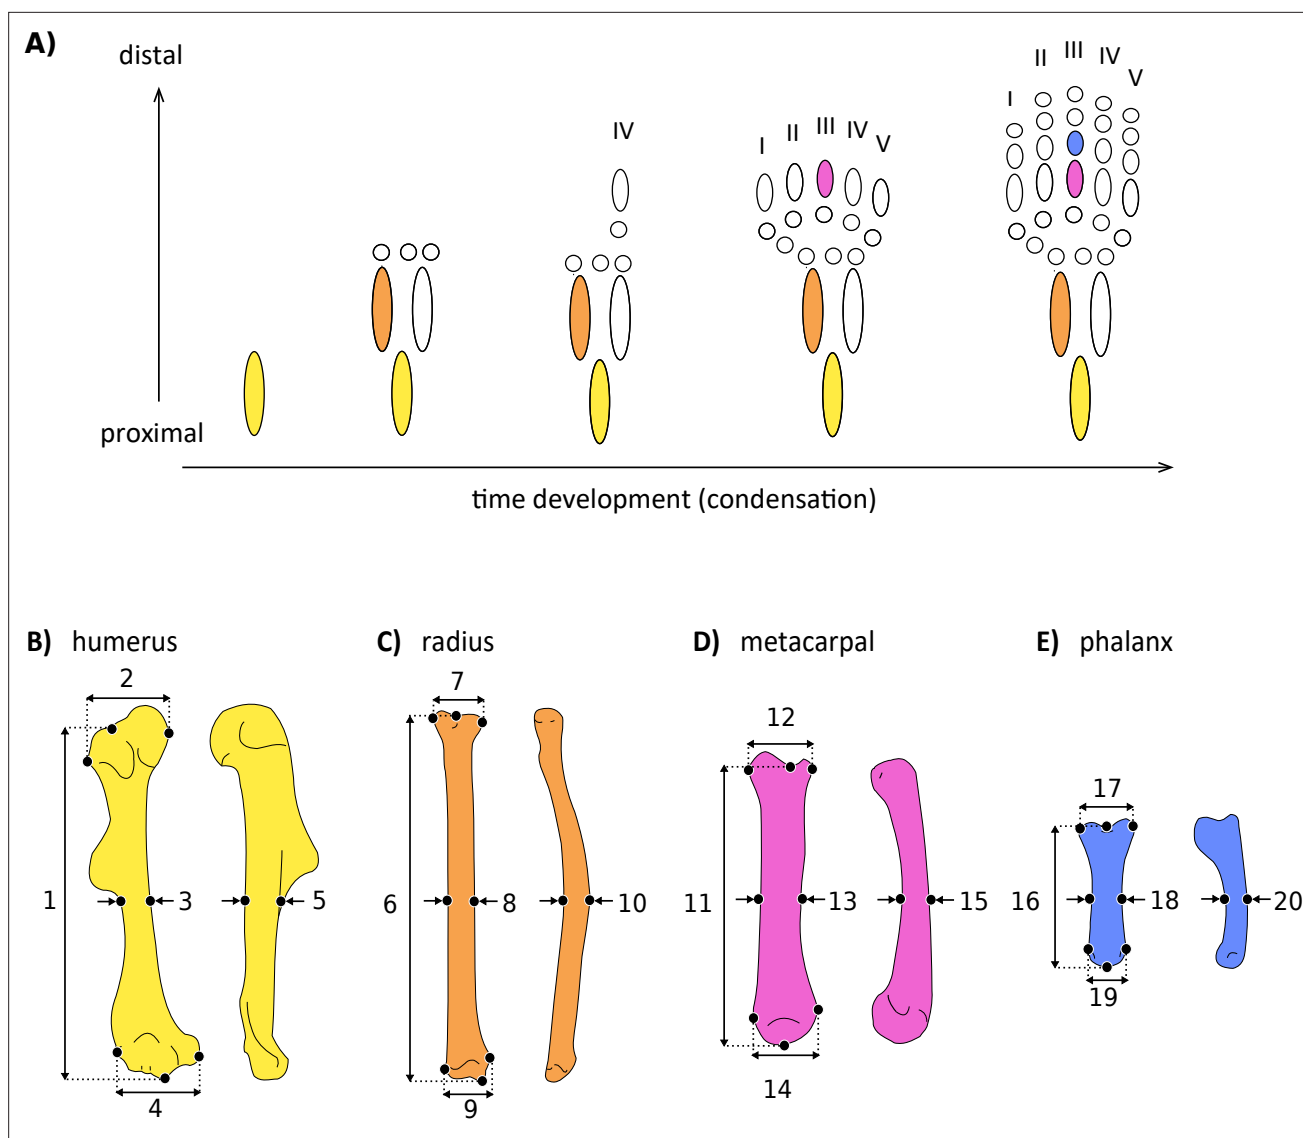 A)
distal
proximal
IV
I II III IV V
I II III IV V
time development (condensation)
B) humerus
C) radius
D) metacarpal
E) phalanx
2
1
3
5
4
7
6
8
10
9
12
11
13
15
14
17
16
18
20
19